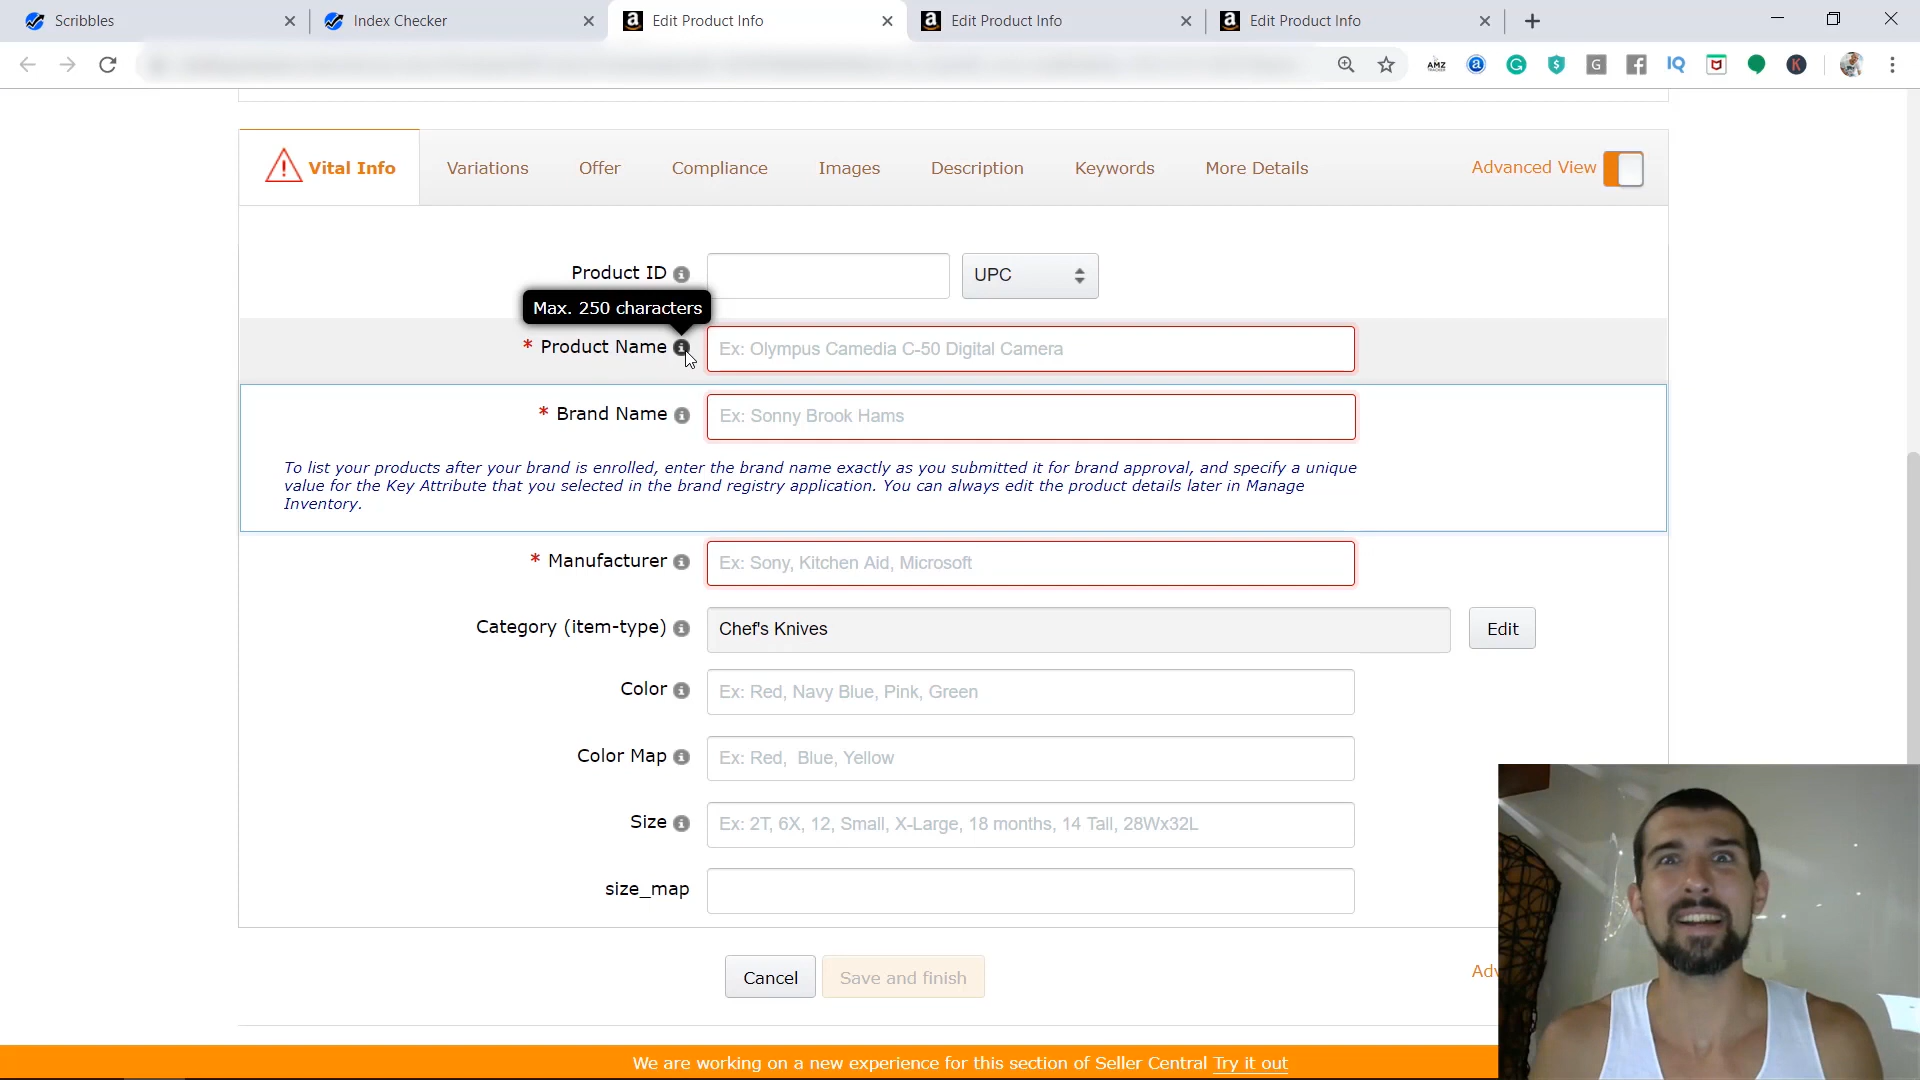 Scribbles
Index Checker
Edit Product Info
Edit Product Info
Edit Product Info
AMZ
G
$
G
IQ
K
Vital Info
Variations
Offer
Compliance
Images
Description
Keywords
More Details
Advanced View
Product ID
UPC
Max. 250 characters
* Product Name
Ex: Olympus Camedia C-50 Digital Camera
* Brand Name
Ex: Sonny Brook Hams
To list your products after your brand is enrolled, enter the brand name exactly as you submitted it for brand approval, and specify a unique
value for the Key Attribute that you selected in the brand registry application. You can always edit the product details later in Manage
Inventory.
* Manufacturer
Ex: Sony, Kitchen Aid, Microsoft
Category (item-type)
Chef's Knives
Edit
Color
Ex: Red, Navy Blue, Pink, Green
Color Map
Ex: Red,  Blue, Yellow
Size
Ex: 2T, 6X, 12, Small, X-Large, 18 months, 14 Tall, 28Wx32L
size_map
Cancel
Save and finish
Adv
We are working on a new experience for this section of Seller Central Try it out